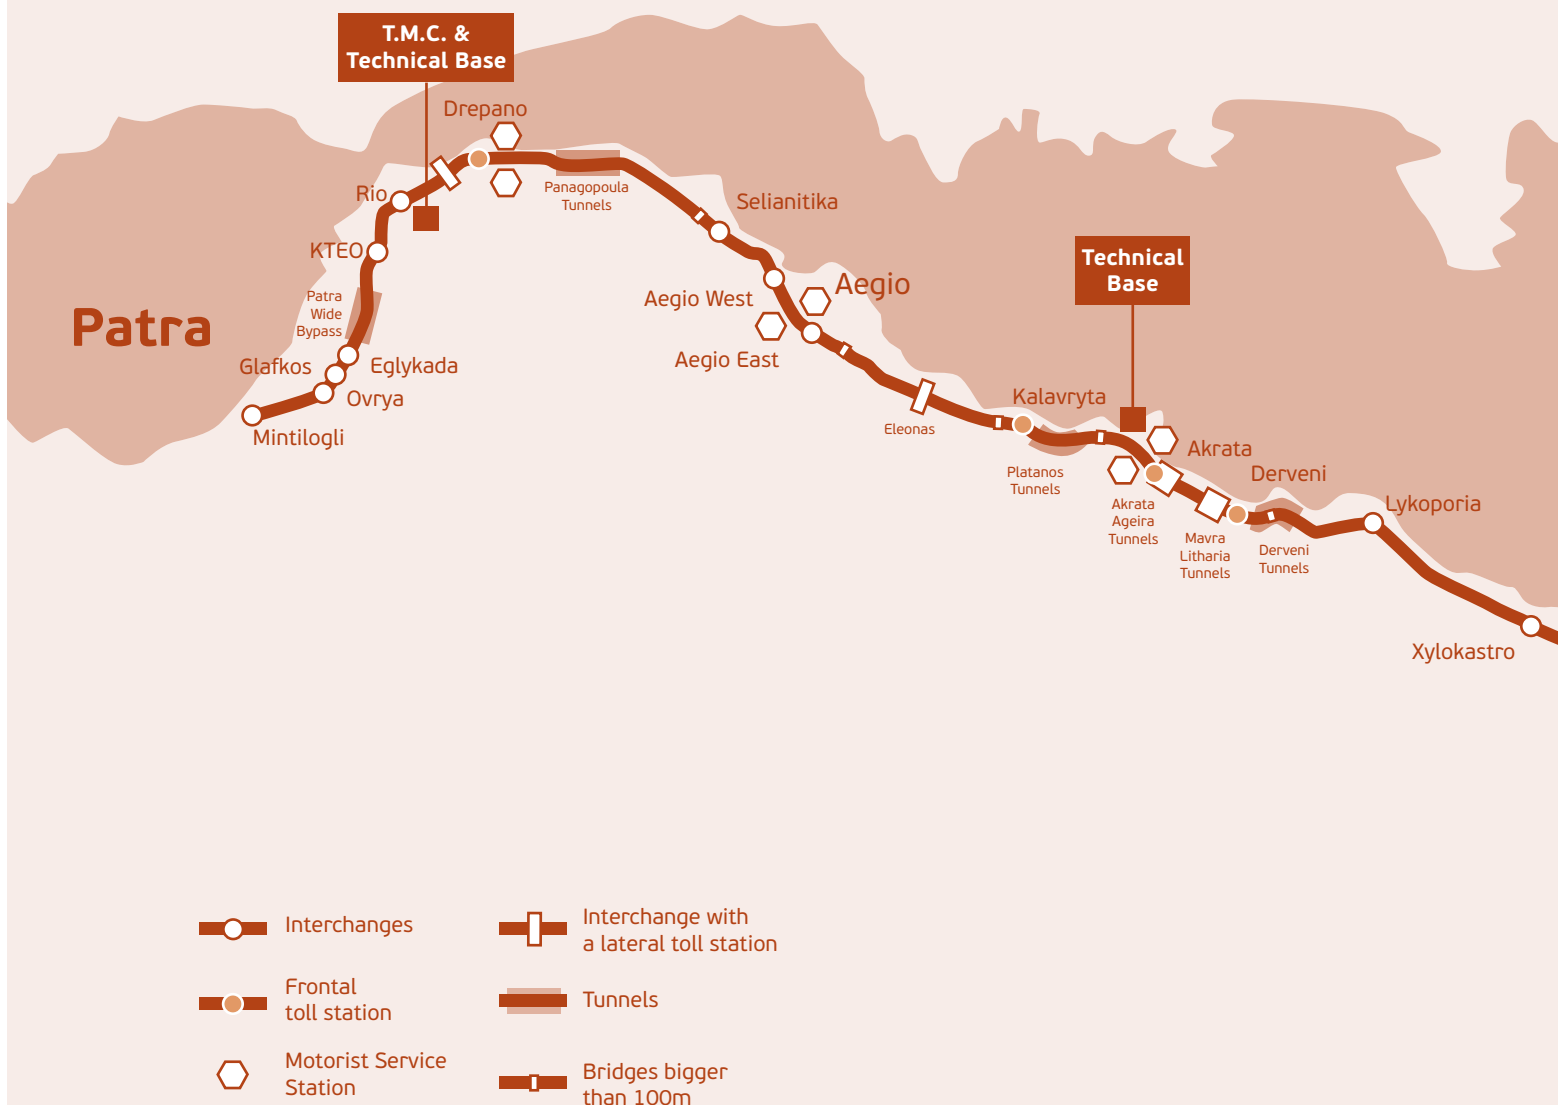 T.M.C. &
Technical Base
Drepano
Rio
Panagopoula
Tunnels
Selianitika
KTEO
Patra
Wide
Bypass
Patra
Aegio West
Aegio
Technical
Base
Aegio East
Glafkos
Eglykada
Ovrya
Mintilogli
Eleonas
Kalavryta
Platanos
Tunnels
Akrata
Derveni
Akrata
Ageira
Tunnels
Mavra
Litharia
Tunnels
Derveni
Tunnels
Lykoporia
Xylokastro
Interchanges
Interchange with
a lateral toll station
Frontal
toll station
Tunnels
Motorist Service
Station
Bridges bigger
than 100m